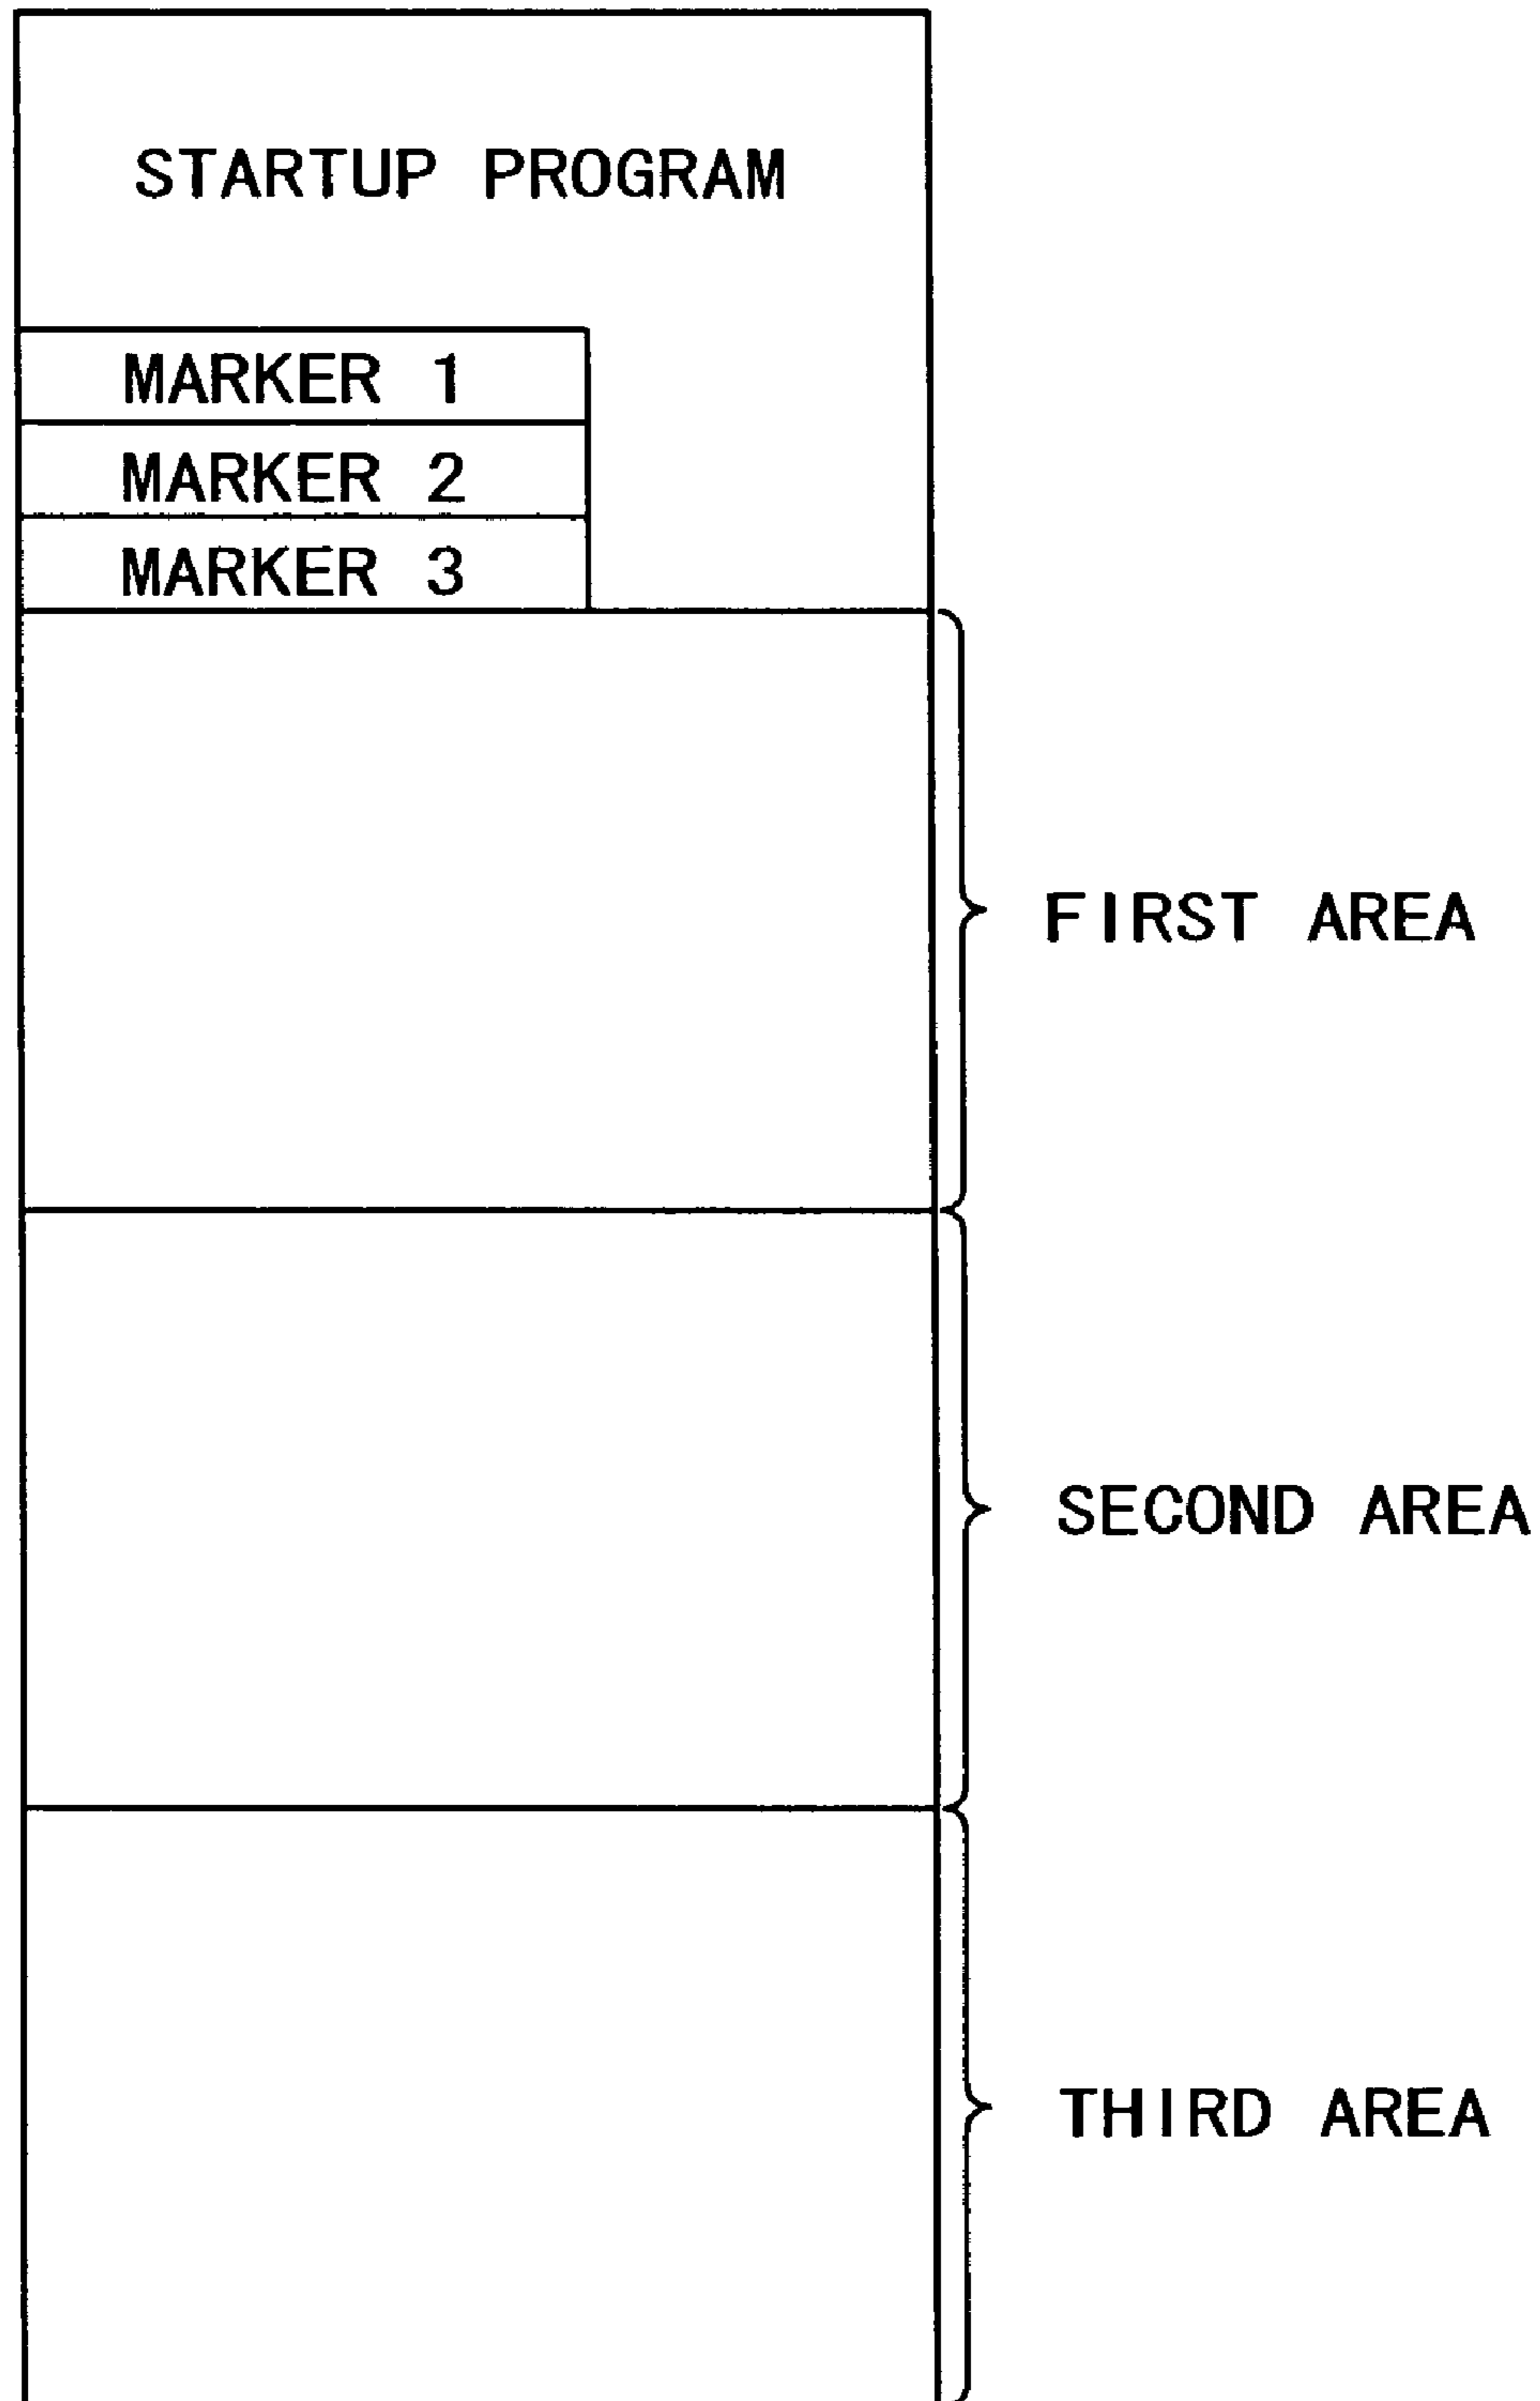 STARTUP PROGRAM
MARKER 1
MARKER 2
MARKER 3
FIRST AREA
SECOND AREA
THIRD AREA